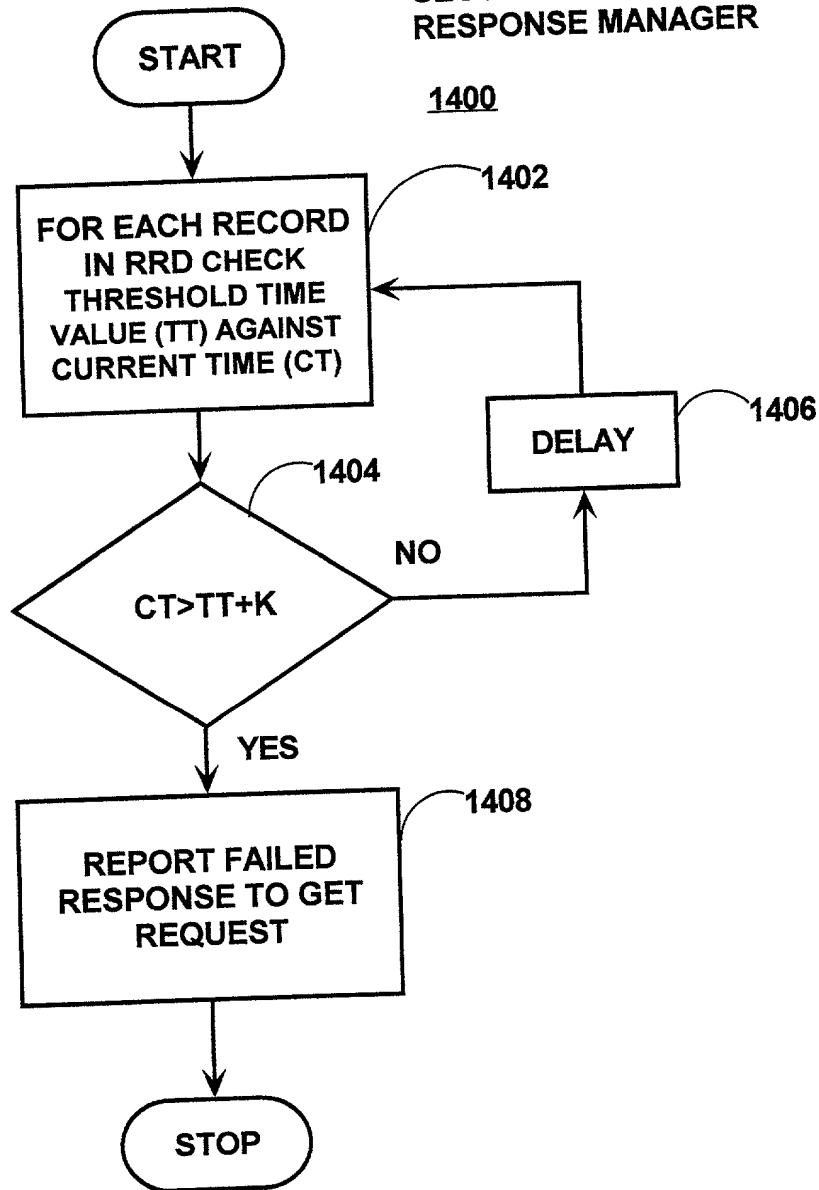 RESPONSE MANAGER
1400
START
1402
FOR EACH RECORD
IN RRD CHECK
THRESHOLD TIME
VALUE (TT) AGAINST
CURRENT TIME (CT)
1406
DELAY
1404
NO
CT>TT+K
YES
1408
REPORT FAILED
RESPONSE TO GET
REQUEST
STOP